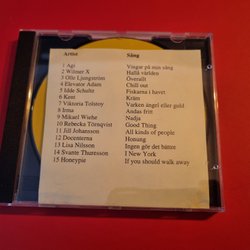 Artist Sång
1 Agi Vingar på min sång
2 Wilmer X Hallå världen
3 Olle Ljungström Överallt
4 Elevator Adam Chill out
5 Idde Schultz Fiskarna i havet
6 Kent Kräm
7 Viktoria Tolstoy Varken ängel eller gud
8 Irma Andas fritt
9 Mikael Wiehe Nadja
10 Rebecka Törnqvist Good Thing
11 Jill Johansson All kinds of people
12 Docenterna Honung
13 Lisa Nilsson Ingen gör det bättre
14 Svante Thuresson I New York
15 Honeypie If you should walk away